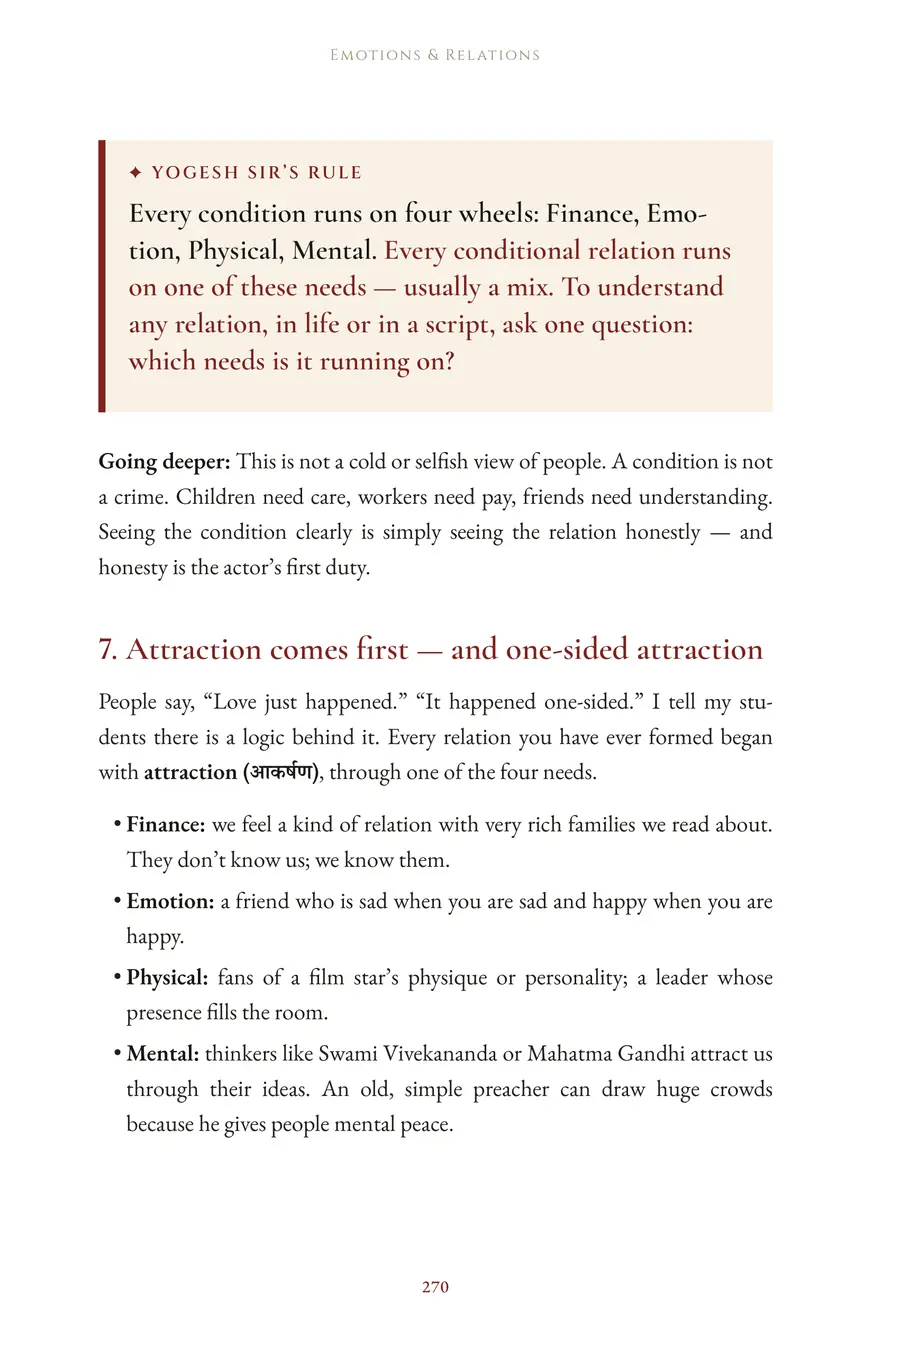 EMOTIONS & RELATIONS
✦ YOGESH SIR’S RULE
Every condition runs on four wheels: Finance, Emo-
tion, Physical, Mental. Every conditional relation runs
on one of these needs — usually a mix. To understand
any relation, in life or in a script, ask one question:
which needs is it running on?
Going deeper: This is not a cold or selfish view of people. A condition is not
a crime. Children need care, workers need pay, friends need understanding.
Seeing the condition clearly is simply seeing the relation honestly — and
honesty is the actor’s first duty.
7. Attraction comes first — and one-sided attraction
People say, “Love just happened.” “It happened one-sided.” I tell my stu-
dents there is a logic behind it. Every relation you have ever formed began
with attraction (आकर्षण), through one of the four needs.
• Finance: we feel a kind of relation with very rich families we read about.
They don’t know us; we know them.
• Emotion: a friend who is sad when you are sad and happy when you are
happy.
• Physical: fans of a film star’s physique or personality; a leader whose
presence fills the room.
• Mental: thinkers like Swami Vivekananda or Mahatma Gandhi attract us
through their ideas. An old, simple preacher can draw huge crowds
because he gives people mental peace.
270